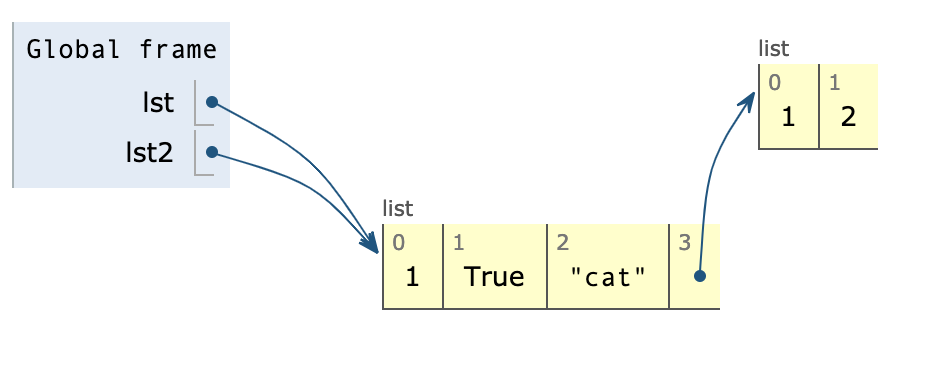 Global frame
lst
lst2
list
0 1
1 2
list
0 1 2 3
1 True "cat"